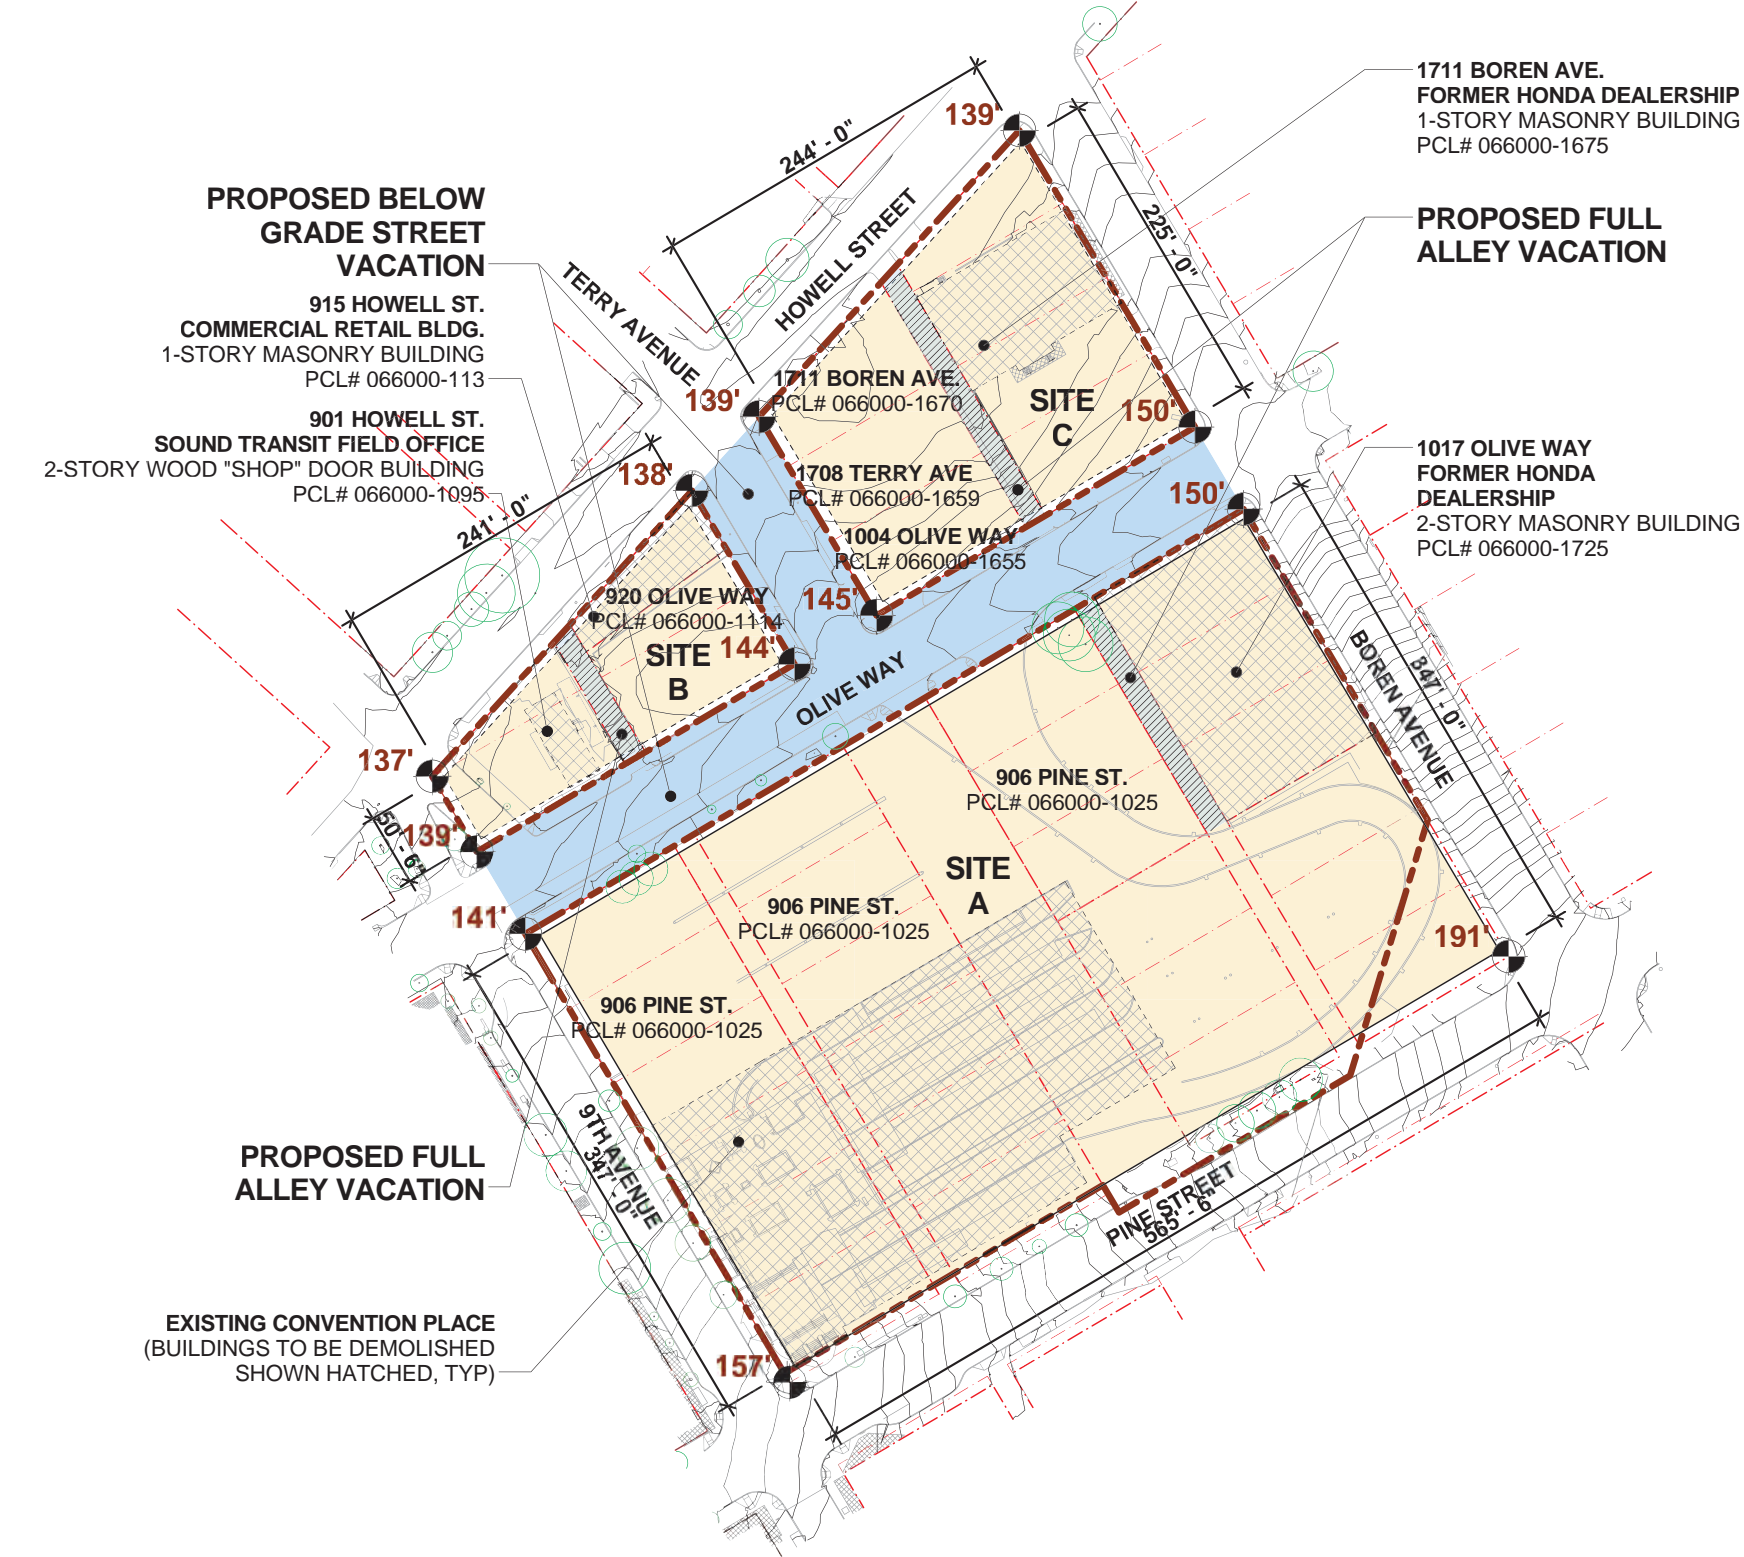 139'
244' - 0"
1711 BOREN AVE.
FORMER HONDA DEALERSHIP
1-STORY MASONRY BUILDING
PCL# 066000-1675
PROPOSED BELOW
GRADE STREET
VACATION
HOWELL STREET
225' - 0"
PROPOSED FULL
ALLEY VACATION
TERRY AVENUE
915 HOWELL ST.
COMMERCIAL RETAIL BLDG.
1-STORY MASONRY BUILDING
PCL# 066000-113
139'
1711 BOREN AVE.
PCL# 066000-1670
SITE
C
150'
901 HOWELL ST.
SOUND TRANSIT FIELD OFFICE
2-STORY WOOD "SHOP" DOOR BUILDING
PCL# 066000-1095
138'
1708 TERRY AVE
PCL# 066000-1659
150'
1017 OLIVE WAY
FORMER HONDA
DEALERSHIP
2-STORY MASONRY BUILDING
PCL# 066000-1725
241' - 0"
1004 OLIVE WAY
PCL# 066000-1655
920 OLIVE WAY
PCL# 066000-1114
145'
144'
SITE
B
OLIVE WAY
BOREN AVENUE
347' - 0"
137'
906 PINE ST.
PCL# 066000-1025
139'
50' - 6"
SITE
A
141'
906 PINE ST.
PCL# 066000-1025
191'
906 PINE ST.
PCL# 066000-1025
9TH AVENUE
347' - 0"
PROPOSED FULL
ALLEY VACATION
PINE STREET
565' - 6"
EXISTING CONVENTION PLACE
(BUILDINGS TO BE DEMOLISHED
SHOWN HATCHED, TYP)
157'